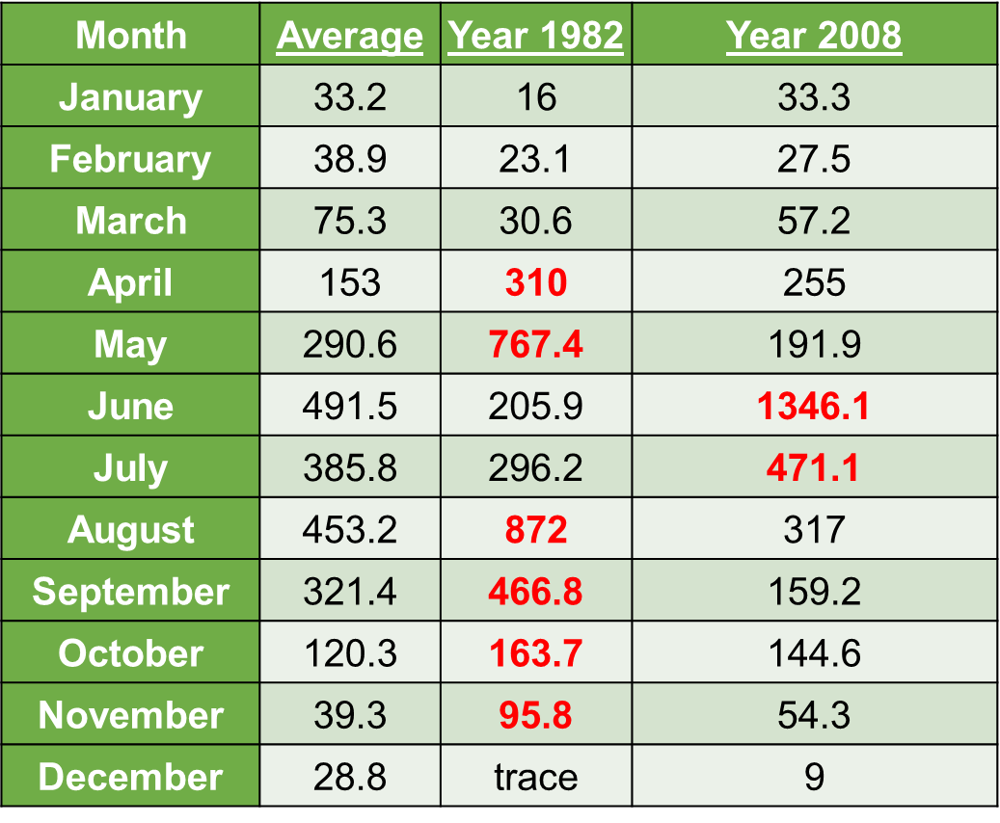 Month Average Year 1982 Year 2008
January 33.2 16 33.3
February 38.9 23.1 27.5
March 75.3 30.6 57.2
April 153 310 255
May 290.6 767.4 191.9
June 491.5 205.9 1346.1
July 385.8 296.2 471.1
August 453.2 872 317
September 321.4 466.8 159.2
October 120.3 163.7 144.6
November 39.3 95.8 54.3
December 28.8 trace 9